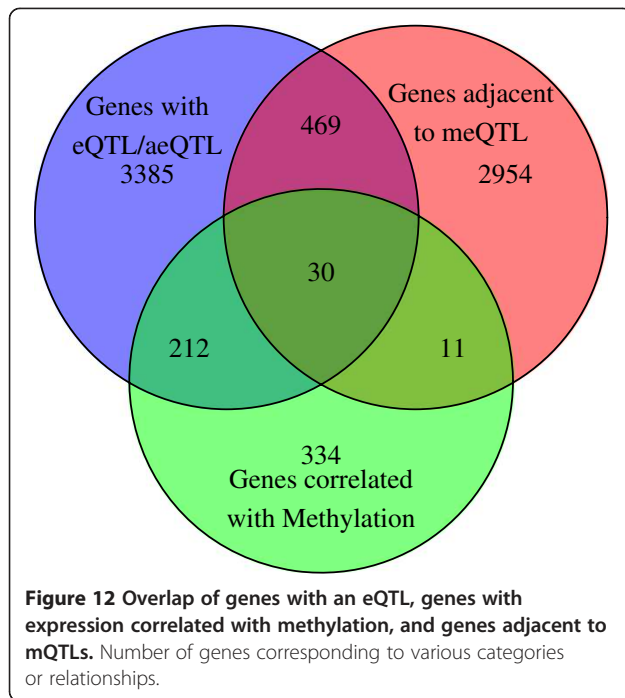 Genes with
eQTL/aeQTL
3385
469
Genes adjacent
to meQTL
2954
30
212
11
334
Genes correlated
with Methylation
Figure 12 Overlap of genes with an eQTL, genes with
expression correlated with methylation, and genes adjacent to
mQTLs. Number of genes corresponding to various categories
or relationships.